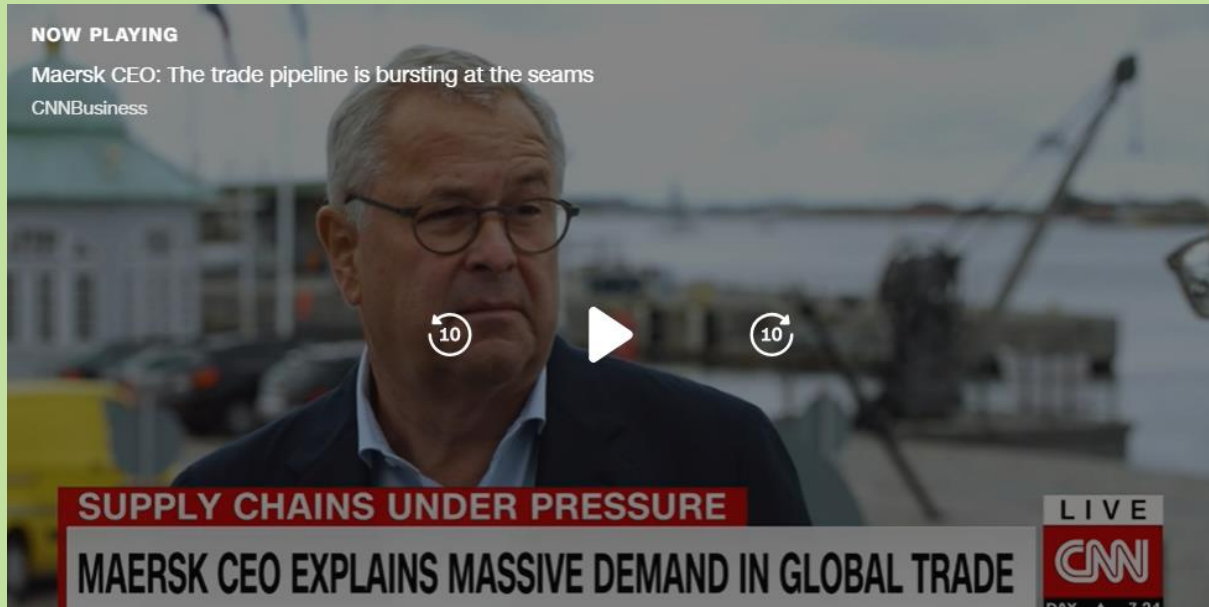 NOW PLAYING
Maersk CEO: The trade pipeline is bursting at the seams
CNNBusiness
10
10
SUPPLY CHAINS UNDER PRESSURE
MAERSK CEO EXPLAINS MASSIVE DEMAND IN GLOBAL TRADE
LIVE
CNN